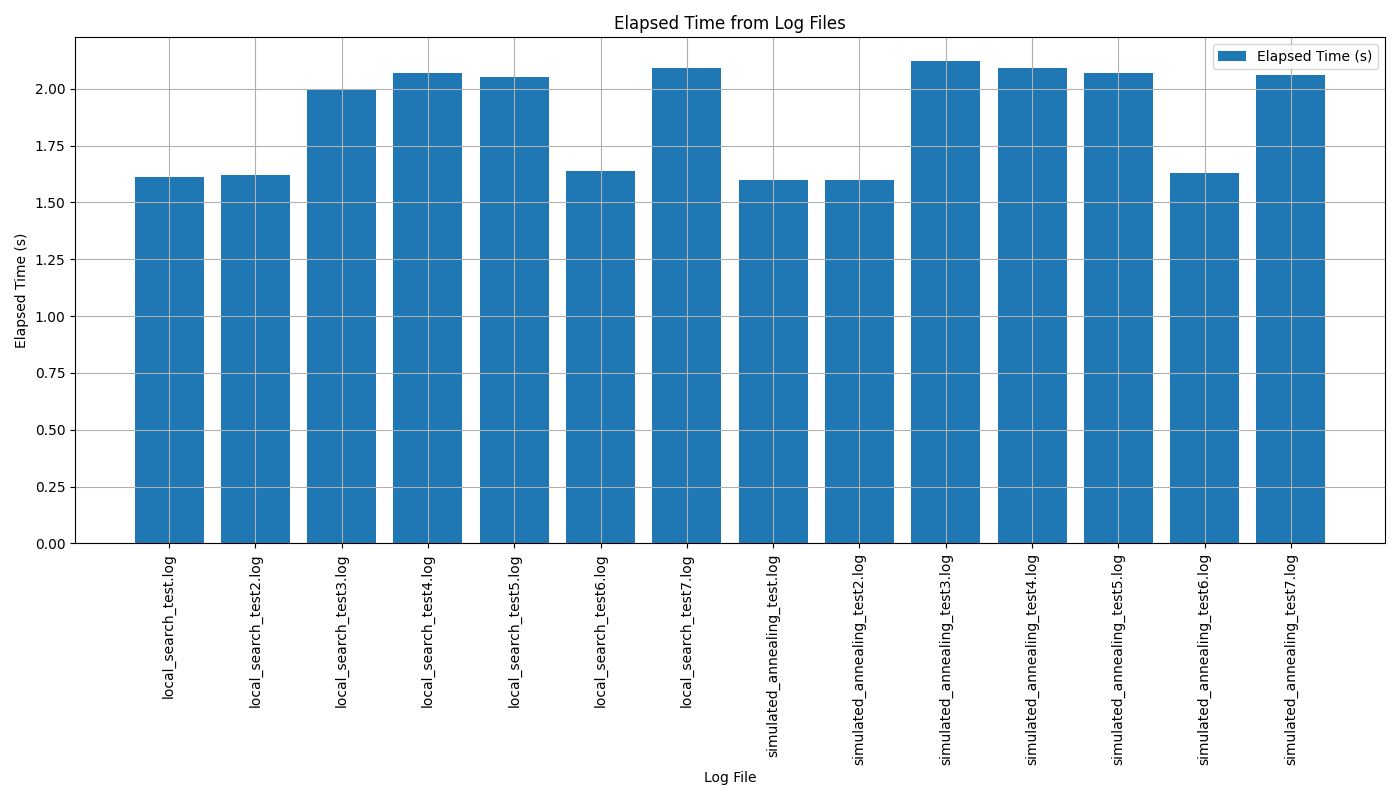 Elapsed Time from Log Files
Elapsed Time (s)
Elapsed Time (s)
2.00
1.75
1.50
1.25
1.00
0.75
0.50
0.25
0.00
local_search_test.log
local_search_test2.log
local_search_test3.log
local_search_test4.log
local_search_test5.log
local_search_test6.log
local_search_test7.log
simulated_annealing_test.log
simulated_annealing_test2.log
simulated_annealing_test3.log
simulated_annealing_test4.log
simulated_annealing_test5.log
simulated_annealing_test6.log
simulated_annealing_test7.log
Log File